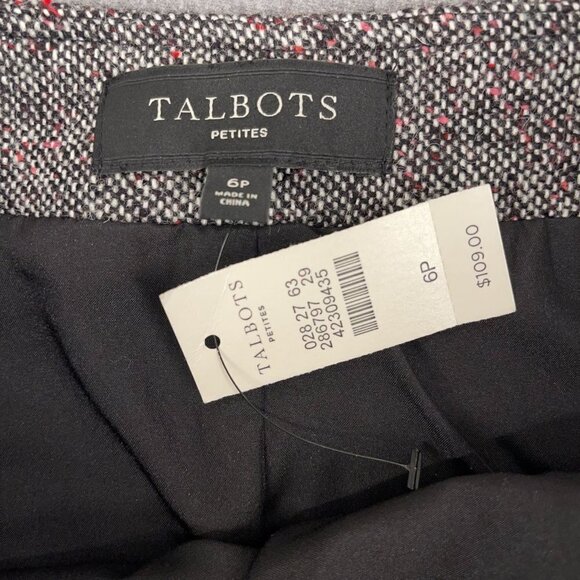 TALBOTS
PETITES
6P
MADE IN
CHINA
TALBOTS
PETITES
028 27 63
286797 29
42309435
6P
$109.00